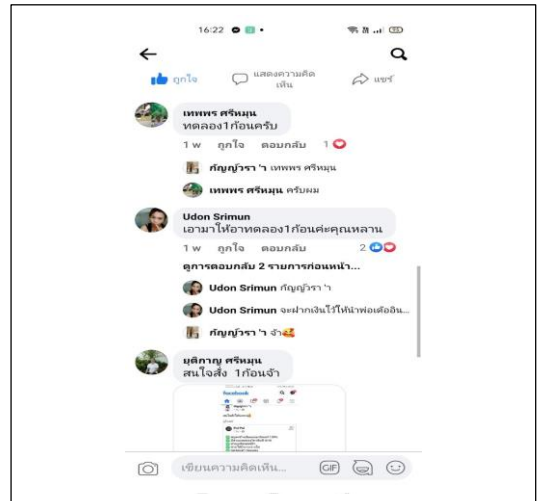 16:22
ถูกใจ
แสดงความคิด
เห็น
แชร์
เทพพร ศรีหมุน
ทดลอง1ก้อนครับ
1 w ถูกใจ ตอบกลับ 1
กัญญ์วรา 'า เทพพร ศรีหมุน
เทพพร ศรีหมุน ครับผม
Udon Srimun
เอามาให้อาทดลอง1ก้อนค่ะคุณหลาน
1 w ถูกใจ ตอบกลับ 2
ดูการตอบกลับ 2 รายการก่อนหน้า...
Udon Srimun กัญญ์วรา 'า
Udon Srimun จะฝากเงินไว้ให้น้าพ่อเต้ออิน...
กัญญ์วรา 'า จ้า🥰
มุติกาญ ศรีหมุน
สนใจสั่ง 1ก้อนจ้า
facebook
เขียนความคิดเห็น...
GIF